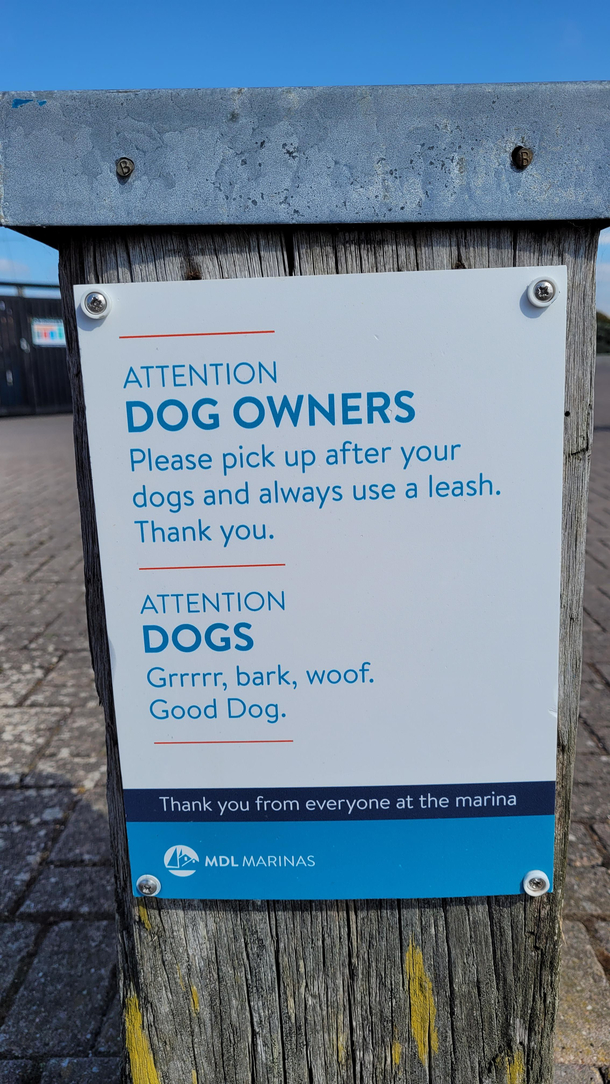 ATTENTION
DOG OWNERS
Please pick up after your
dogs and always use a leash.
Thank you.
ATTENTION
DOGS
Grrrrr, bark, woof.
Good Dog.
Thank you from everyone at the marina
MDL MARINAS